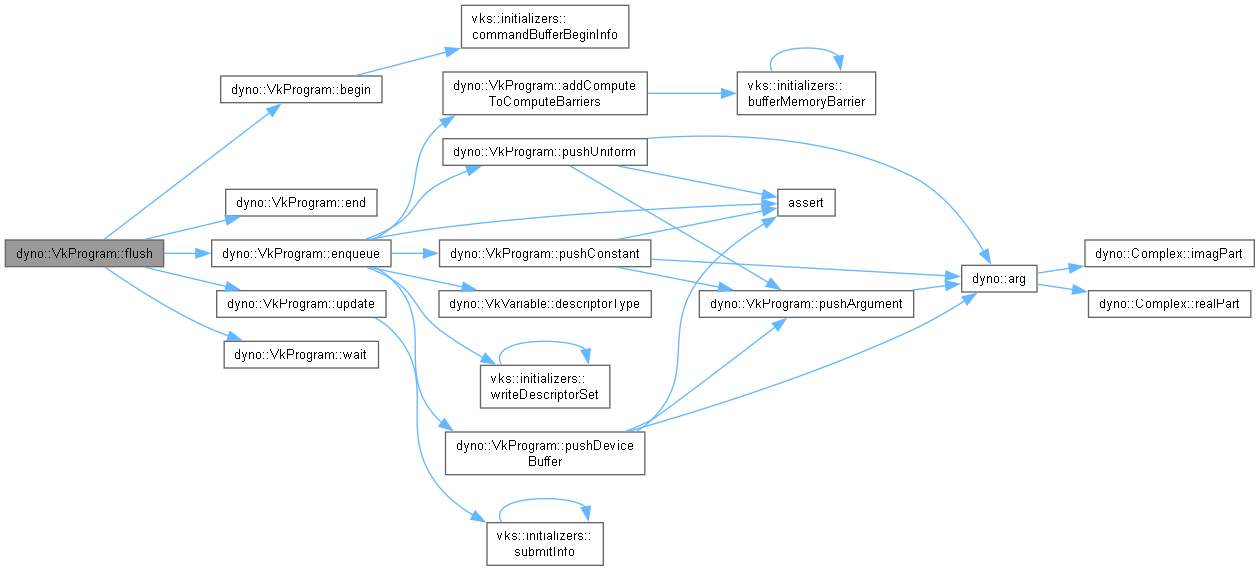 vks::initializers::
commandBufferBeginInfo
dyno::VkProgram::begin
dyno::VkProgram::addCompute
ToComputeBarriers
vks::initializers::
bufferMemoryBarrier
dyno::VkProgram::pushUniform
dyno::VkProgram::end
assert
dyno::VkProgram::flush
dyno::VkProgram::enqueue
dyno::VkProgram::pushConstant
dyno::Complex::imagPart
dyno::arg
dyno::VkProgram::update
dyno::VkVariable::descriptorType
dyno::VkProgram::pushArgument
dyno::Complex::realPart
dyno::VkProgram::wait
vks::initializers::
writeDescriptorSet
dyno::VkProgram::pushDevice
Buffer
vks::initializers::
submitInfo